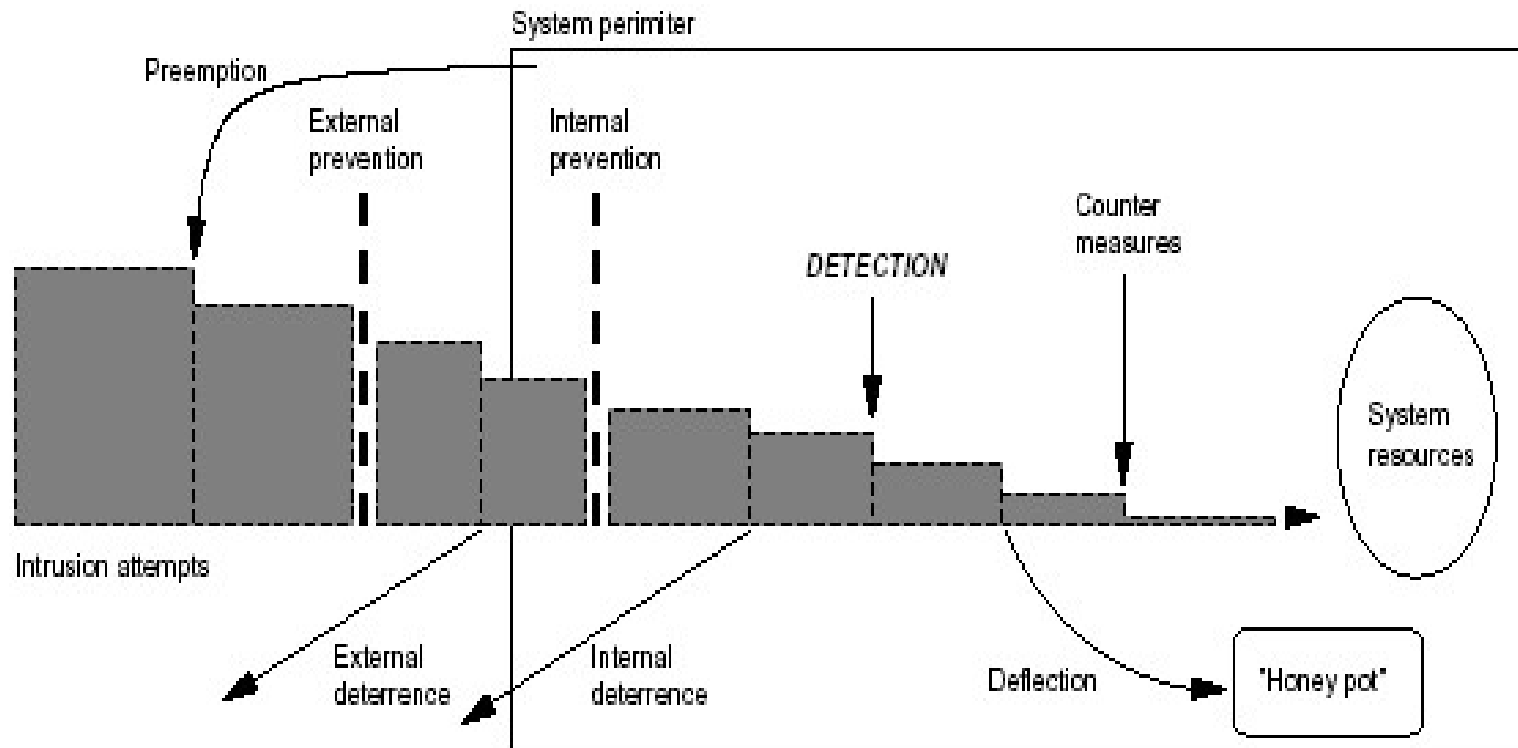 System perimiter
Preemption
External
prevention
Internal
prevention
Counter
measures
DETECTION
System
resources
Intrusion attempts
External
deterrence
Internal
deterrence
Deflection
"Honey pot"